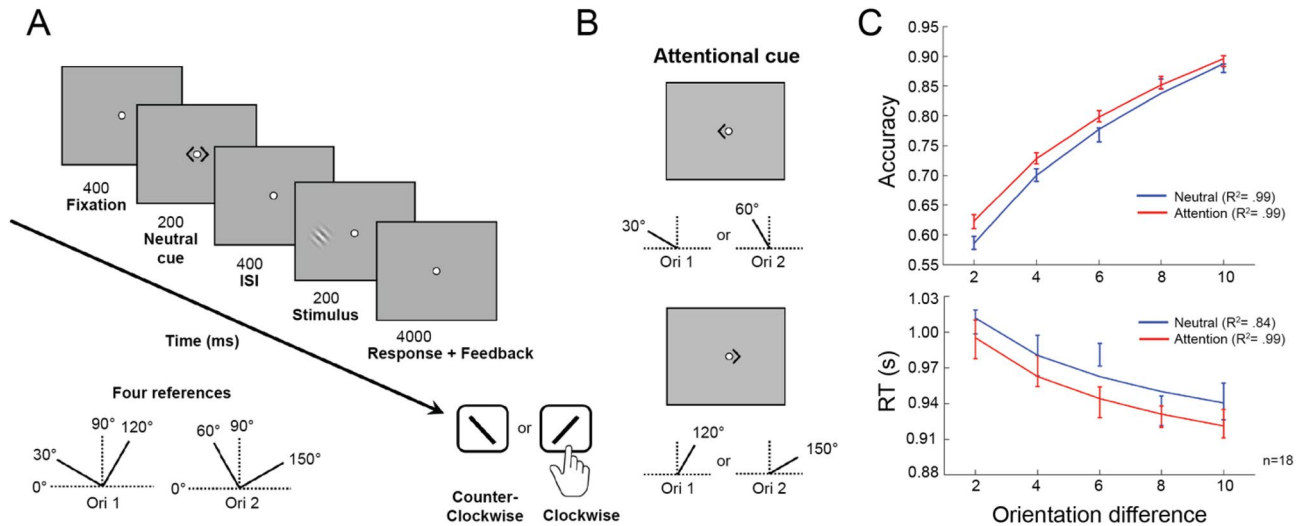 A
400
Fixation
200
Neutral
cue
400
ISI
200
Stimulus
4000
Response + Feedback
Time (ms)
Four references
0°
30°
90°
120°
Ori 1
0°
60°
90°
150°
Ori 2
or
Counter-
Clockwise
Clockwise
B
Attentional cue
30°
Ori 1
or
60°
Ori 2
120°
Ori 1
or
150°
Ori 2
C
Accuracy
0.95
0.90
0.85
0.80
0.75
0.70
0.65
0.60
0.55
2 4 6 8 10
Neutral (R²= .99)
Attention (R²= .99)
RT (s)
1.03
1.00
0.97
0.94
0.91
0.88
2 4 6 8 10
Neutral (R²= .84)
Attention (R²= .99)
n=18
Orientation difference